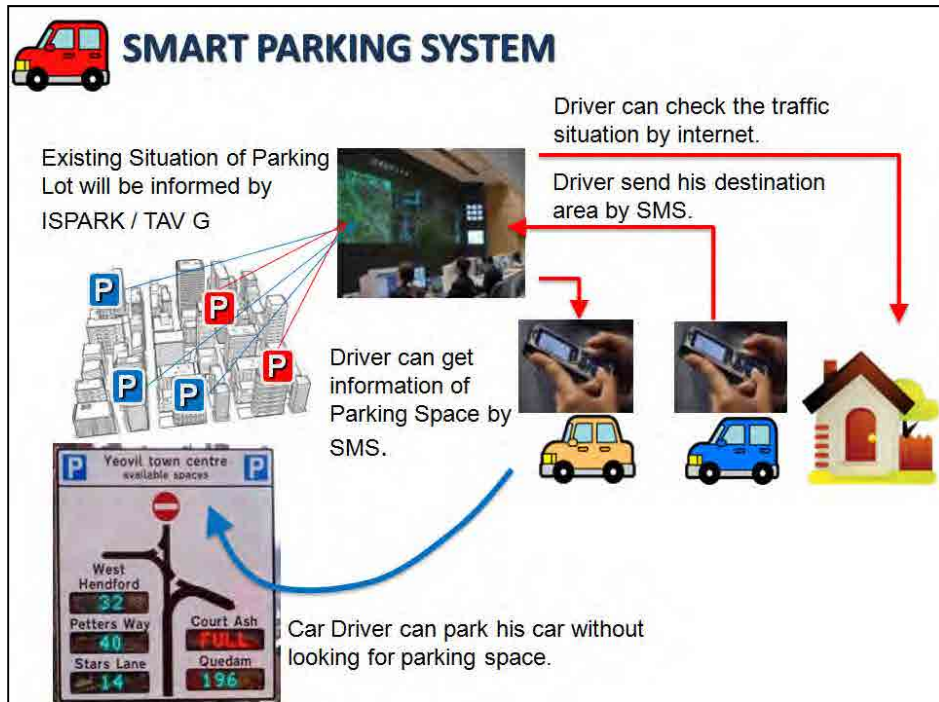 SMART PARKING SYSTEM
Driver can check the traffic
situation by internet.
Existing Situation of Parking
Lot will be informed by
ISPARK / TAV G
Driver send his destination
area by SMS.
P
P
P
P
P
Driver can get
information of
Parking Space by
SMS.
P
Yeovil town centre
available spaces
P
West
Hendford
32
Petters Way
40
Stars Lane
14
Court Ash
FULL
Quedam
196
Car Driver can park his car without
looking for parking space.